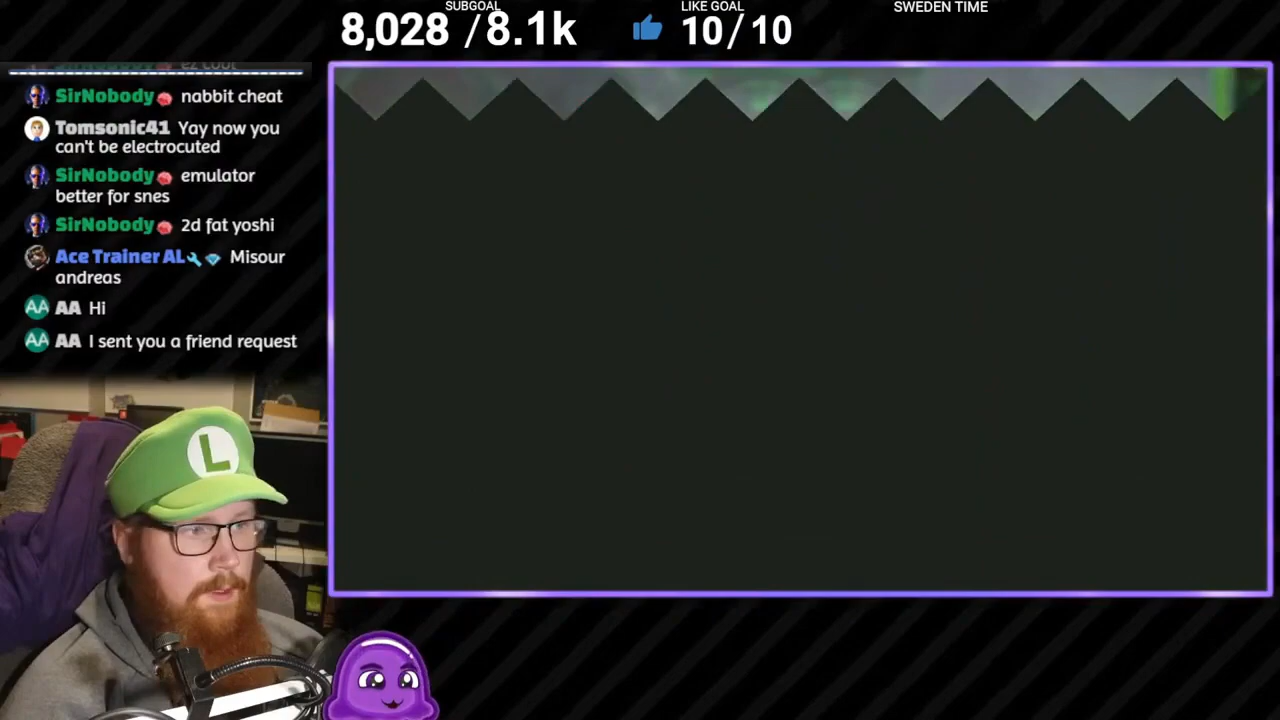 SUBGOAL
8,028 /8.1k
LIKE GOAL
10/10
SWEDEN TIME
SirNobody nabbit cheat
Tomsonic41 Yay now you
can't be electrocuted
SirNobody emulator
better for snes
SirNobody 2d fat yoshi
Ace Trainer AL Misour
andreas
AA AA Hi
AA AA I sent you a friend request
L